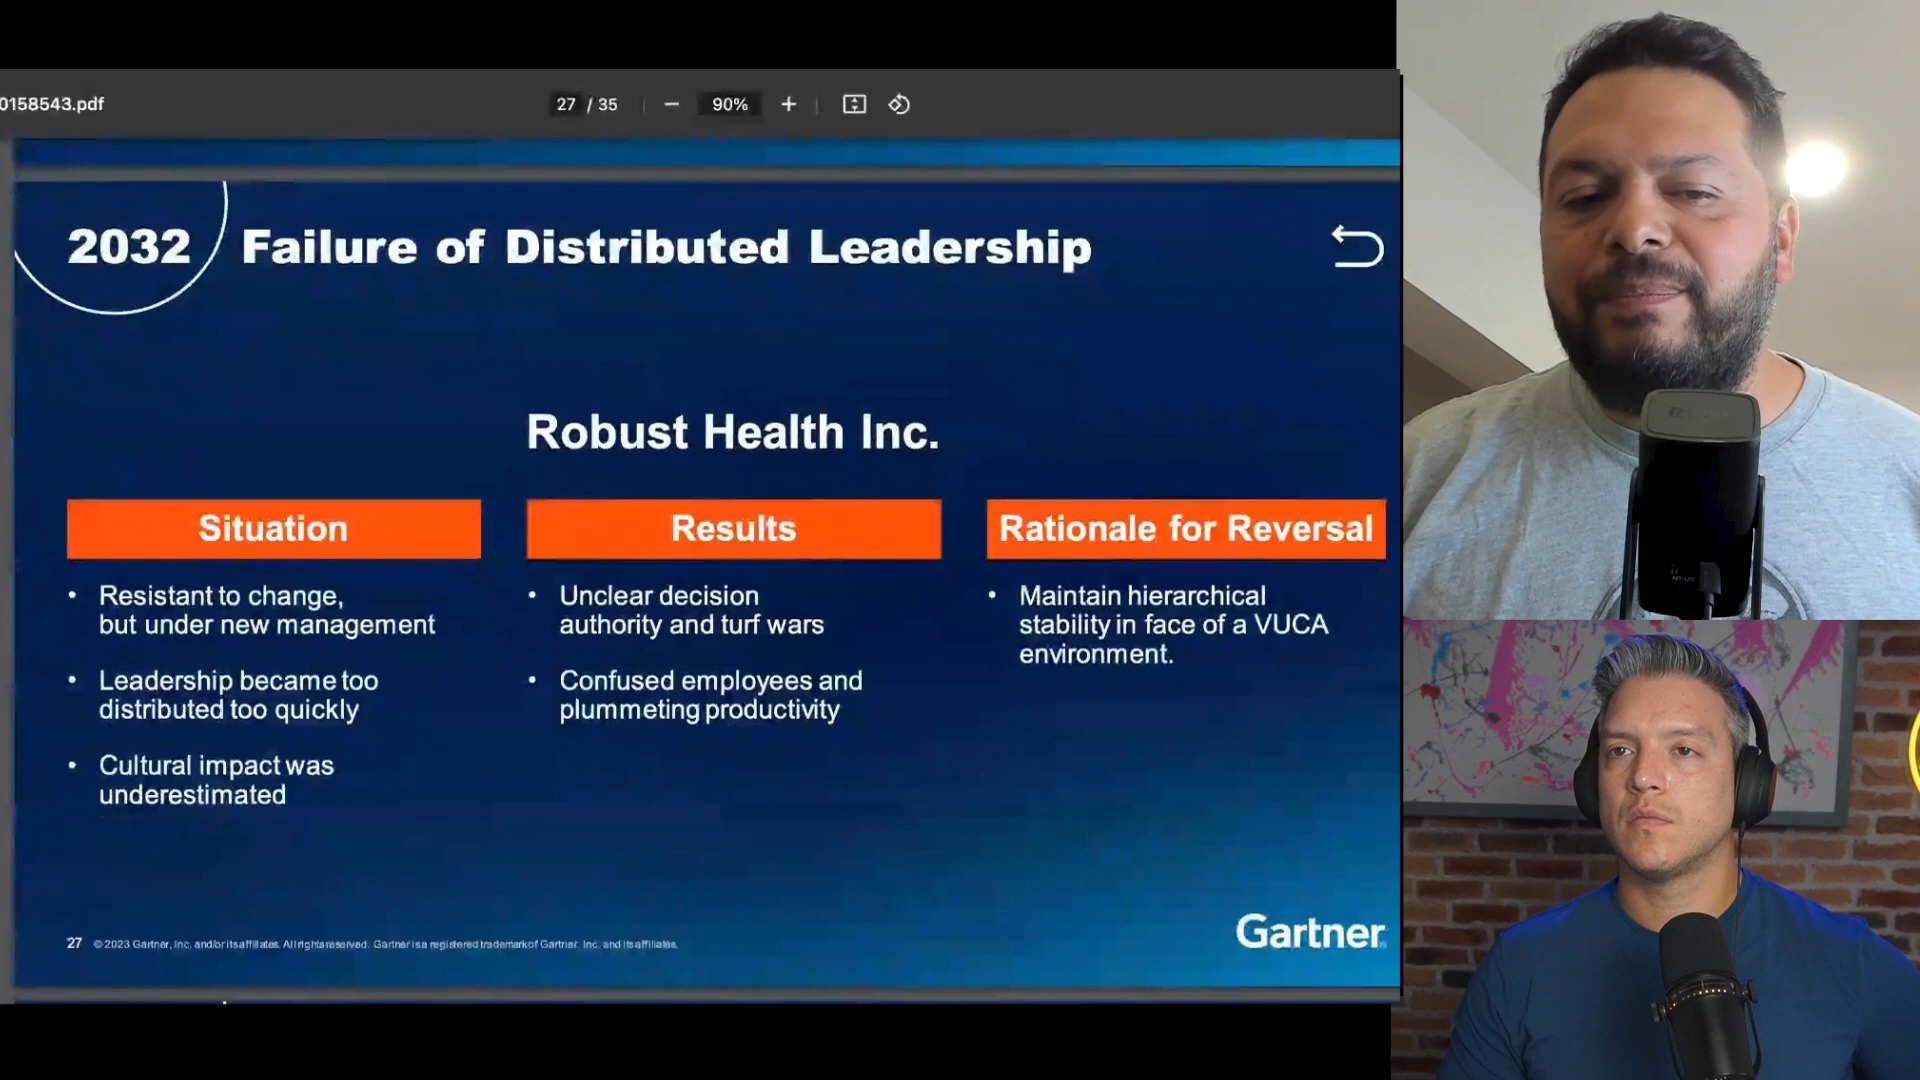 0158543.pdf
27 / 35
90%
2032 Failure of Distributed Leadership
Robust Health Inc.
Situation
• Resistant to change,
but under new management
• Leadership became too
distributed too quickly
• Cultural impact was
underestimated
Results
• Unclear decision
authority and turf wars
• Confused employees and
plummeting productivity
Rationale for Reversal
• Maintain hierarchical
stability in face of a VUCA
environment.
27 © 2023 Gartner, Inc. and/or its affiliates. All rights reserved. Gartner is a registered trademark of Gartner, Inc. and its affiliates.
Gartner